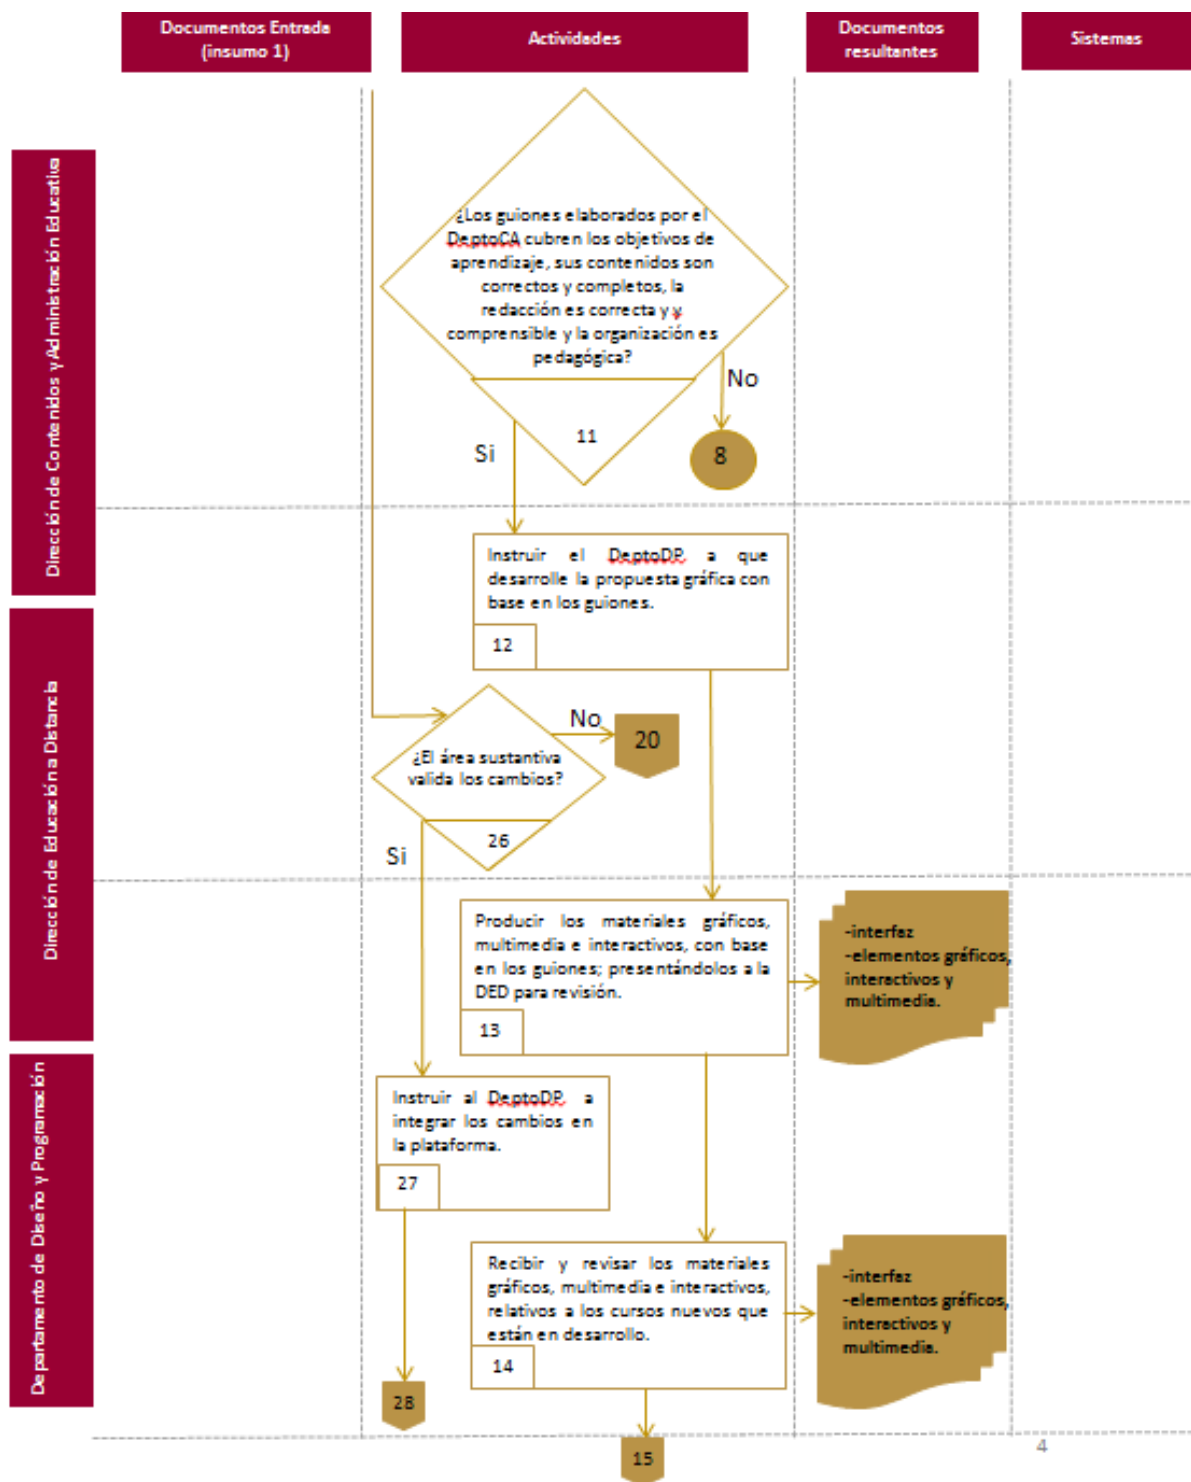 Documentos Entrada
(insumo 1)
Actividades
Documentos
resultantes
Sistemas
Dirección de Contenidos y Administración Educativa
¿Los guiones elaborados por el
DeptoCA cubren los objetivos de
aprendizaje, sus contenidos son
correctos y completos, la
redacción es correcta y y
comprensible y la organización es
pedagógica?
No
11
8
Si
Instruir el DeptoDP a que
desarrolle la propuesta gráfica con
base en los guiones.
12
Dirección de Educación a Distancia
No
20
¿El área sustantiva
valida los cambios?
26
Si
Producir los materiales gráficos,
multimedia e interactivos, con base
en los guiones; presentándolos a la
DED para revisión.
13
-interfaz
-elementos gráficos,
interactivos y
multimedia.
Departamento de Diseño y Programación
Instruir al DeptoDP a
integrar los cambios en
la plataforma.
27
Recibir y revisar los materiales
gráficos, multimedia e interactivos,
relativos a los cursos nuevos que
están en desarrollo.
14
-interfaz
-elementos gráficos,
interactivos y
multimedia.
28
15
4